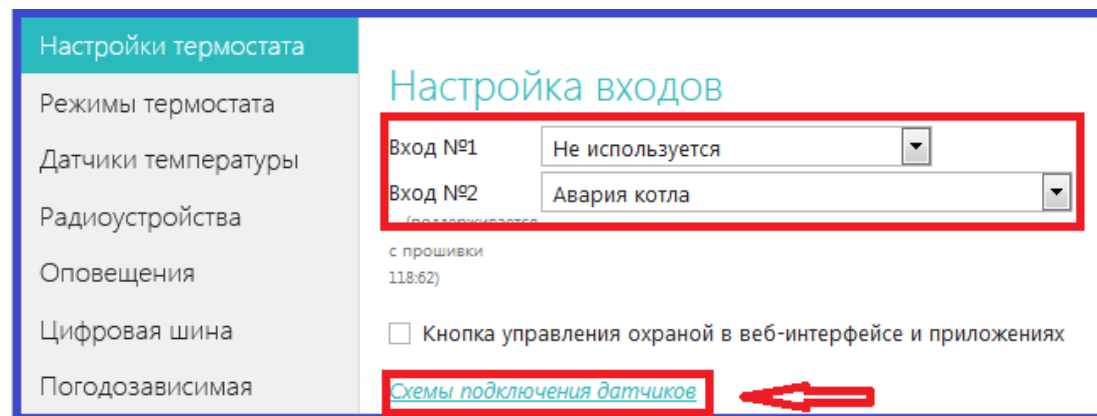 Настройки термостата
Режимы термостата
Датчики температуры
Радиоустройства
Оповещения
Цифровая шина
Погодозависимая
Настройка входов
Вход №1 Не используется
Вход №2 Авария котла
(поддерживается
с прошивки
118:62)
Кнопка управления охраной в веб-интерфейсе и приложениях
Схемы подключения датчиков